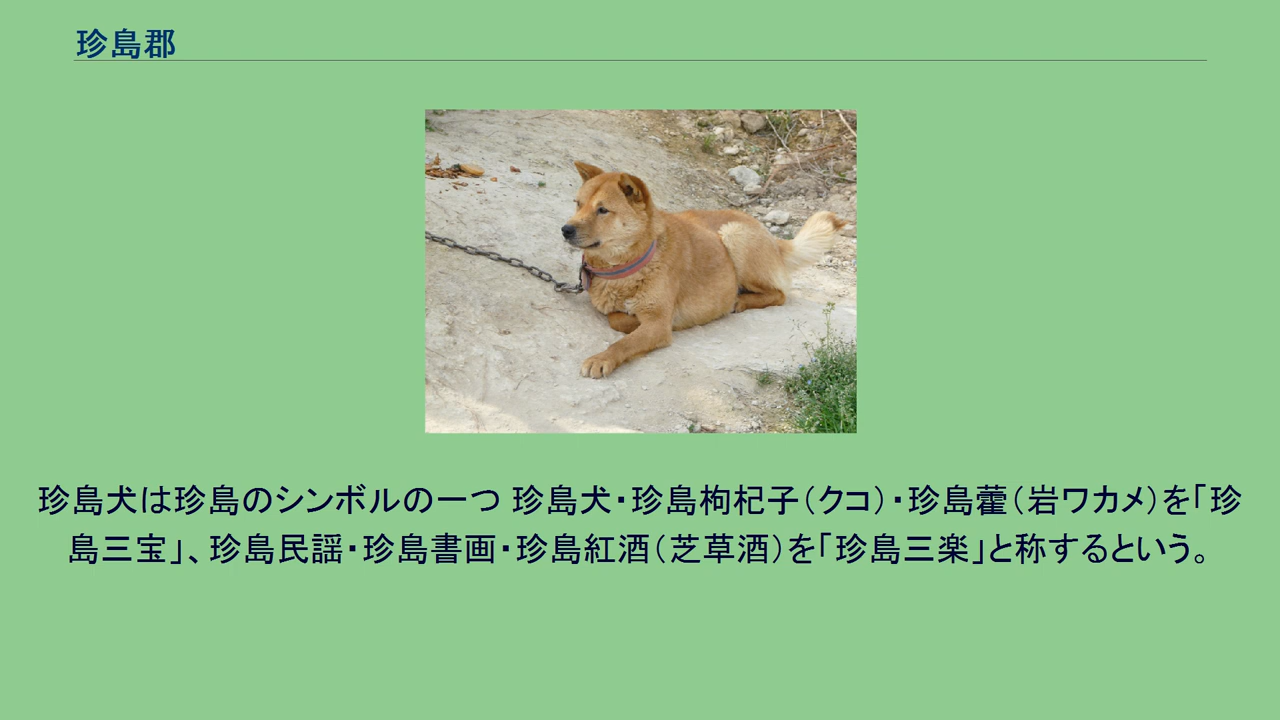 珍島郡
珍島犬は珍島のシンボルの一つ 珍島犬・珍島枸杞子（クコ）・珍島藿（岩ワカメ）を「珍
島三宝」、珍島民謡・珍島書画・珍島紅酒（芝草酒）を「珍島三楽」と称するという。